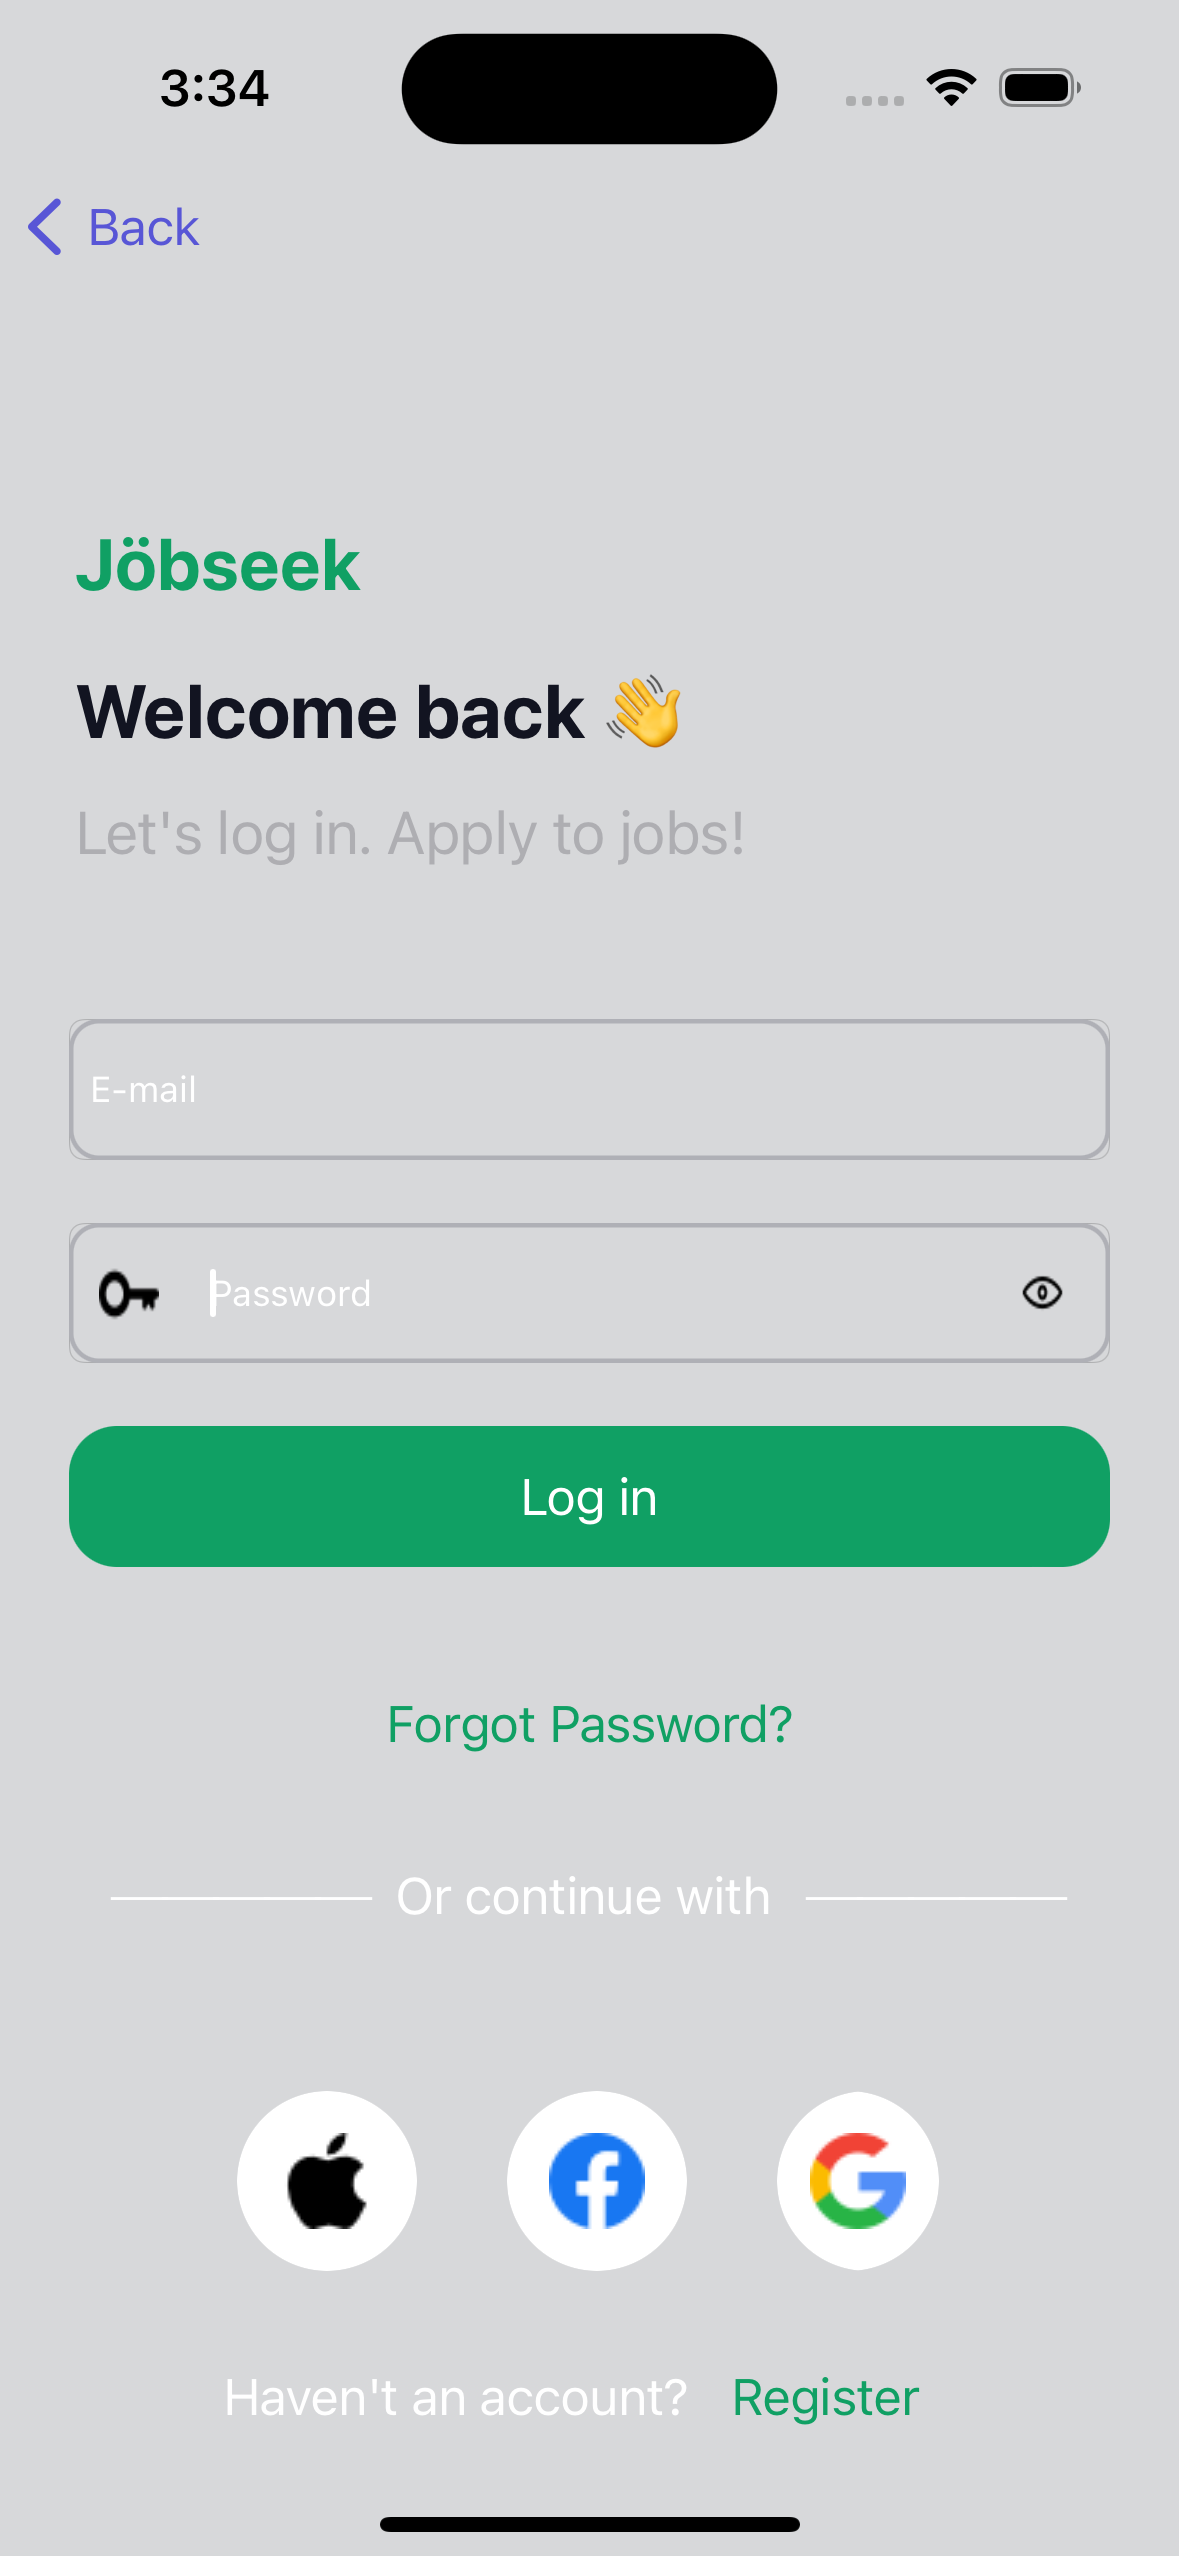 3:34
Back
Jöbseek
Welcome back 👋
Let's log in. Apply to jobs!
E-mail
Password
Log in
Forgot Password?
Or continue with
Haven't an account? Register